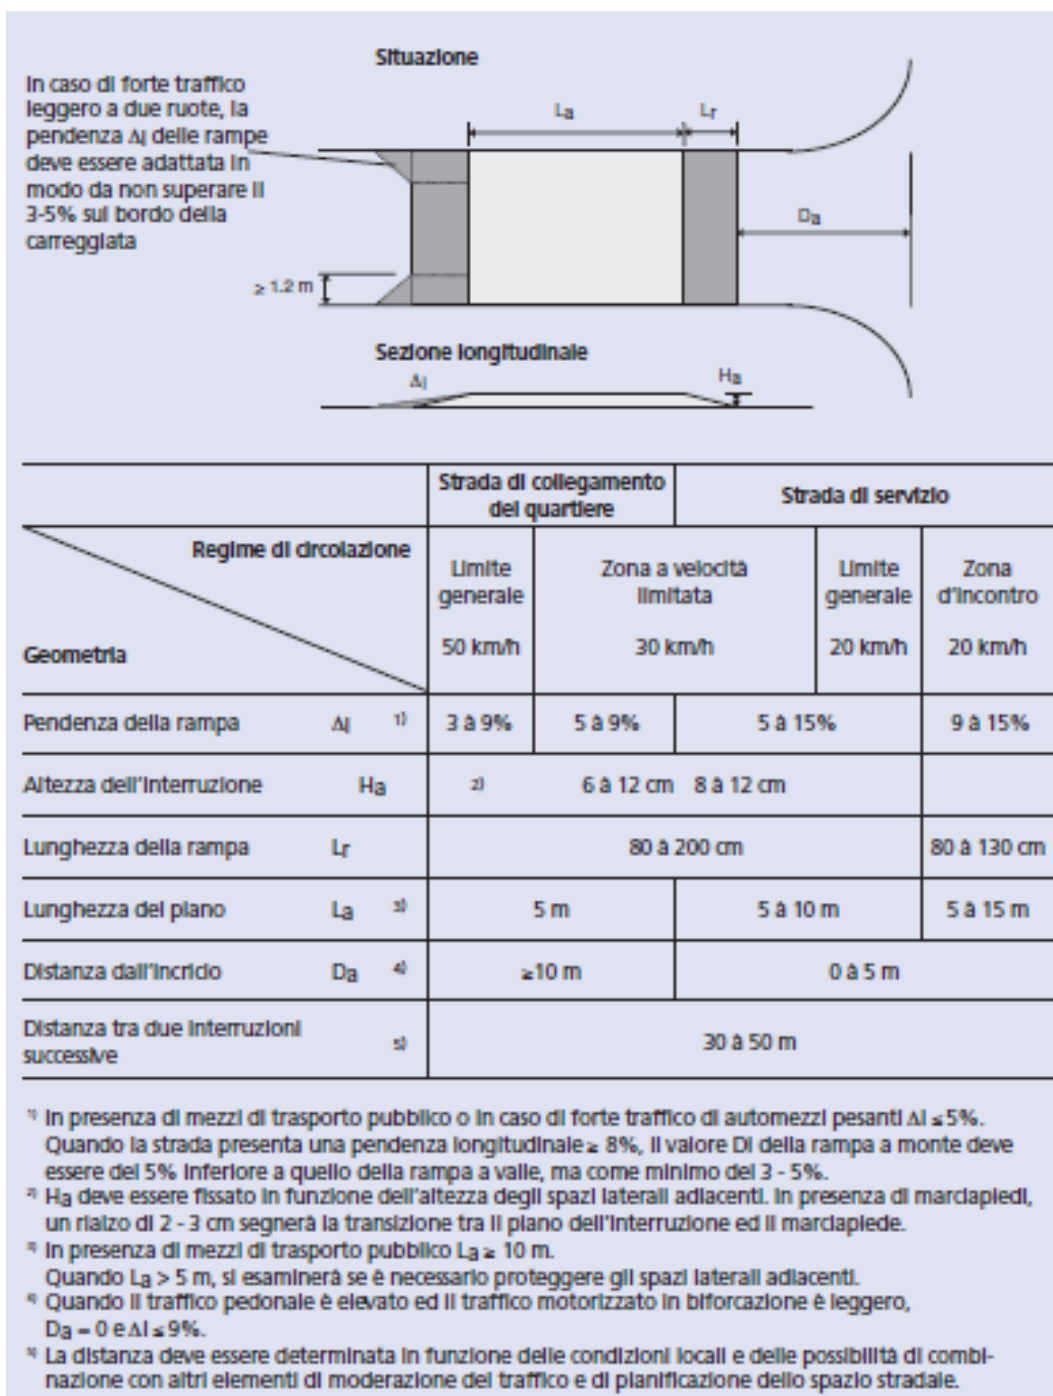 Situazione
In caso di forte traffico
leggero a due ruote, la
pendenza Δi delle rampe
deve essere adattata in
modo da non superare il
3-5% sul bordo della
carreggiata
La
Lr
Da
≥ 1.2 m
Sezione longitudinale
Δi
Ha
Strada di collegamento
del quartiere
Strada di servizio
Regime di circolazione
Geometria
Limite
generale
50 km/h
Zona a velocità
limitata
30 km/h
Limite
generale
20 km/h
Zona
d'incontro
20 km/h
Pendenza della rampa Δi 1) 3 à 9% 5 à 9% 5 à 15% 9 à 15%
Altezza dell'interruzione Ha 2) 6 à 12 cm 8 à 12 cm
Lunghezza della rampa Lr 80 à 200 cm 80 à 130 cm
Lunghezza del piano La 3) 5 m 5 à 10 m 5 à 15 m
Distanza dall'incricio Da 4) ≥10 m 0 à 5 m
Distanza tra due interruzioni
successive 5) 30 à 50 m
1) In presenza di mezzi di trasporto pubblico o in caso di forte traffico di automezzi pesanti Δi ≤ 5%.
Quando la strada presenta una pendenza longitudinale ≥ 8%, il valore Di della rampa a monte deve
essere del 5% inferiore a quello della rampa a valle, ma come minimo del 3 - 5%.
2) Ha deve essere fissato in funzione dell'altezza degli spazi laterali adiacenti. In presenza di marciapiedi,
un rialzo di 2 - 3 cm segnerà la transizione tra il piano dell'interruzione ed il marciapiede.
3) In presenza di mezzi di trasporto pubblico La ≥ 10 m.
Quando La > 5 m, si esaminerà se è necessario proteggere gli spazi laterali adiacenti.
4) Quando il traffico pedonale è elevato ed il traffico motorizzato in biforcazione è leggero,
Da = 0 e Δi ≤ 9%.
5) La distanza deve essere determinata in funzione delle condizioni locali e delle possibilità di combi-
nazione con altri elementi di moderazione del traffico e di pianificazione dello spazio stradale.